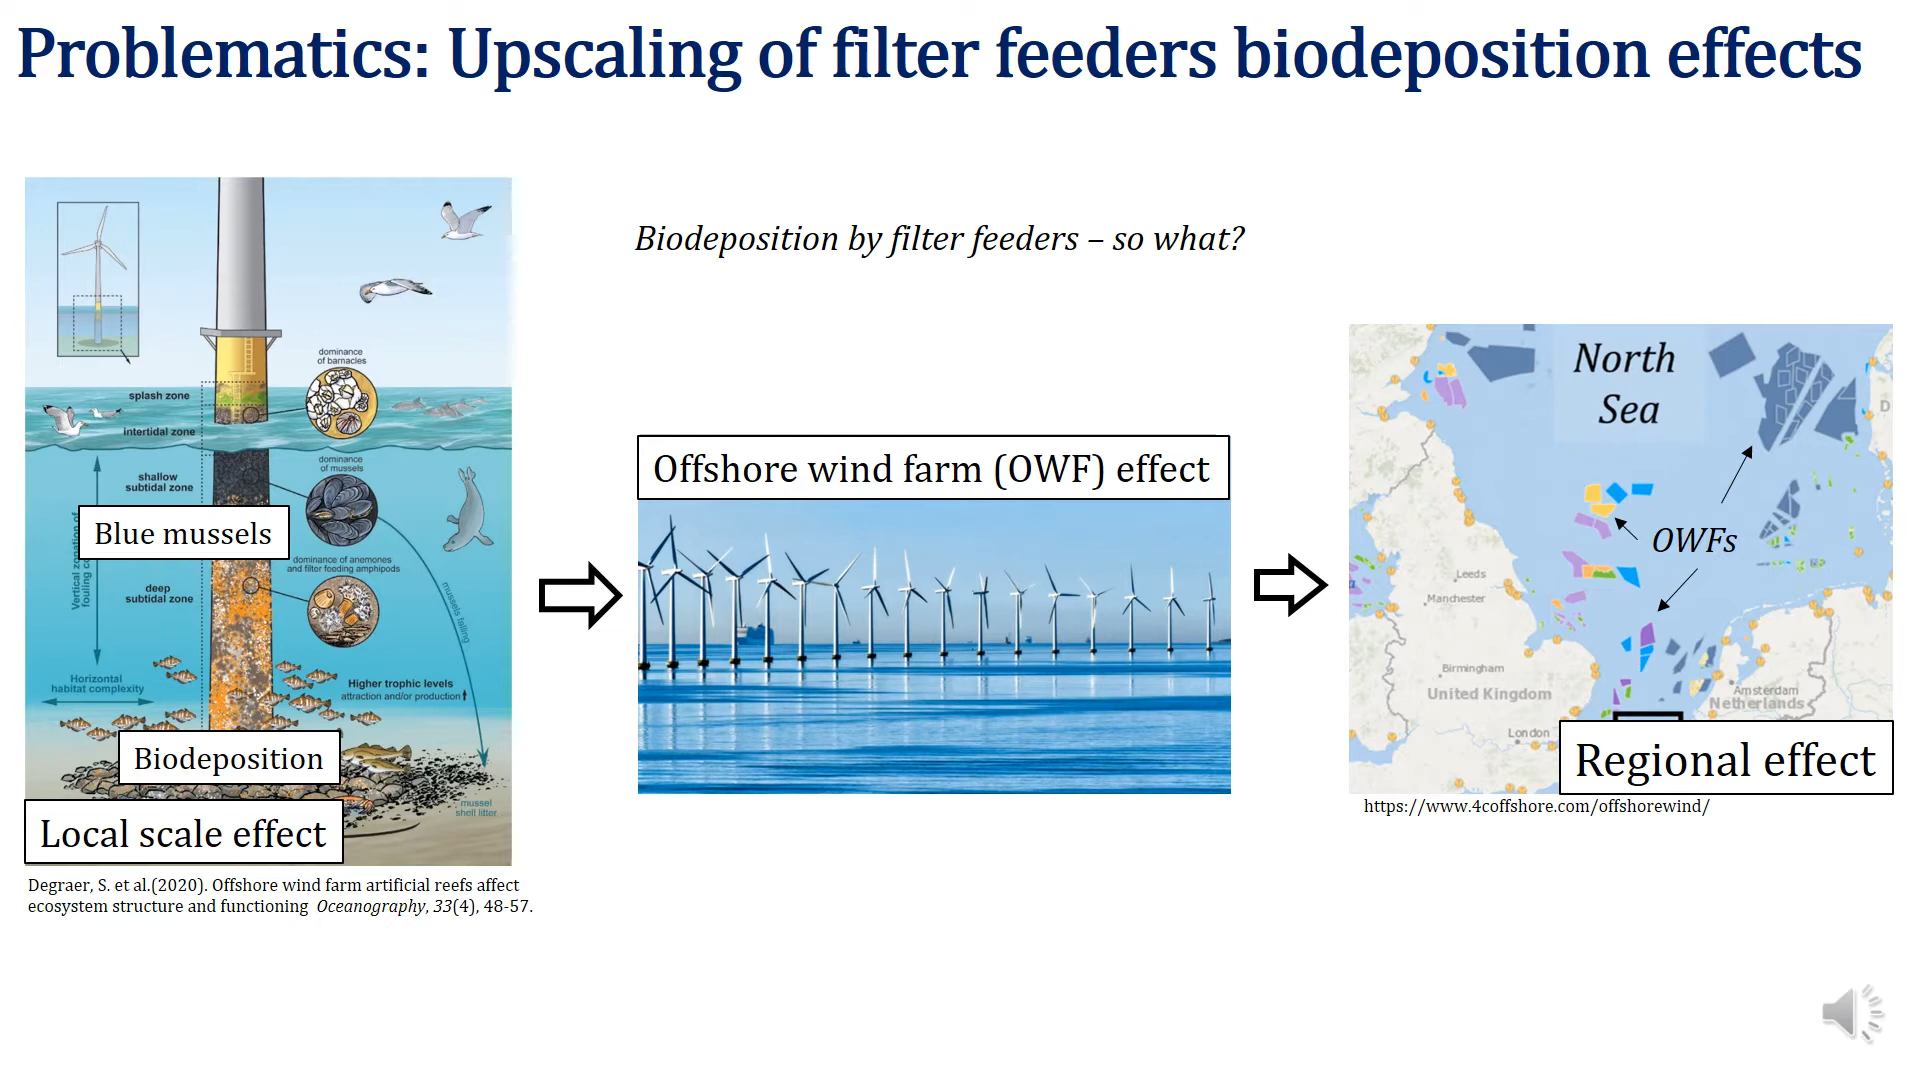 Problematics: Upscaling of filter feeders biodeposition effects
Biodeposition by filter feeders – so what?
dominance
of barnacles
splash zone
intertidal zone
dominance
of mussels
shallow
subtidal zone
Blue mussels
dominance of anemones
and filter feeding amphipods
deep
subtidal zone
Vertical
fouling
mussels falling
Horizontal
habitat complexity
Higher trophic levels
attraction and/or production
Biodeposition
mussel
shell litter
Local scale effect
Degraer, S. et al.(2020). Offshore wind farm artificial reefs affect
ecosystem structure and functioning Oceanography, 33(4), 48-57.
Offshore wind farm (OWF) effect
North
Sea
D
OWFs
Leeds
Manchester
Birmingham
United Kingdom
Amsterdam
Netherlands
London
Regional effect
https://www.4coffshore.com/offshorewind/